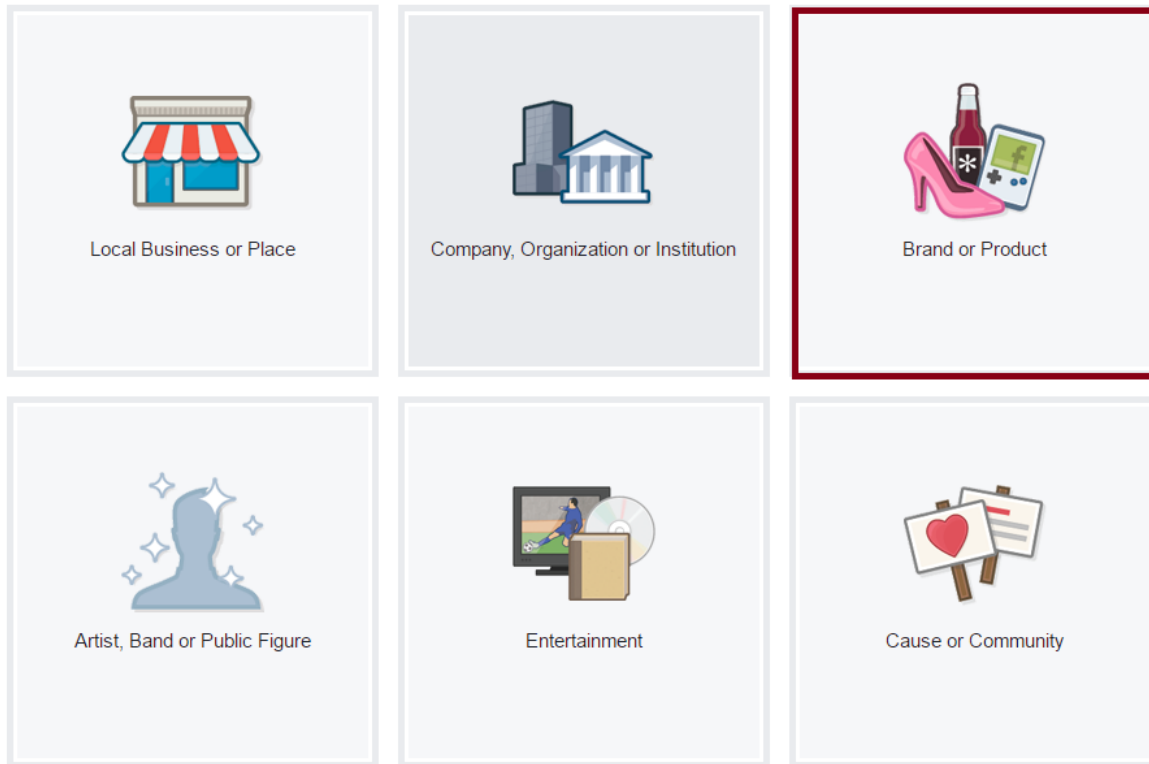 Local Business or Place
Company, Organization or Institution
Brand or Product
Artist, Band or Public Figure
Entertainment
Cause or Community